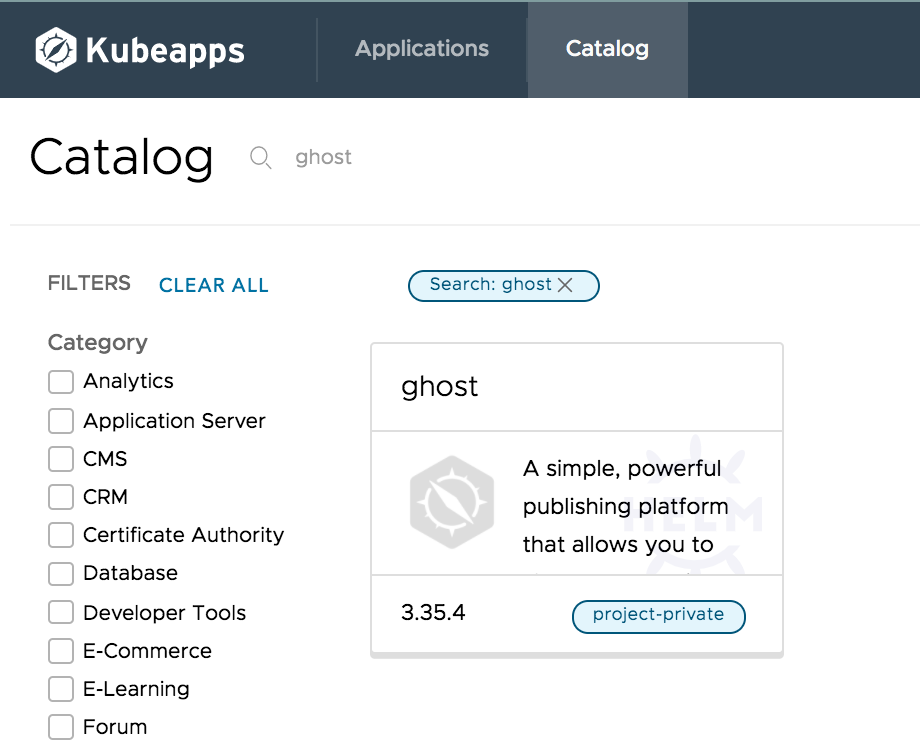 Kubeapps
Applications
Catalog
Catalog
ghost
FILTERS
CLEAR ALL
Search: ghost
Category
Analytics
Application Server
CMS
CRM
Certificate Authority
Database
Developer Tools
E-Commerce
E-Learning
Forum
ghost
HELM
A simple, powerful
publishing platform
that allows you to
3.35.4
project-private